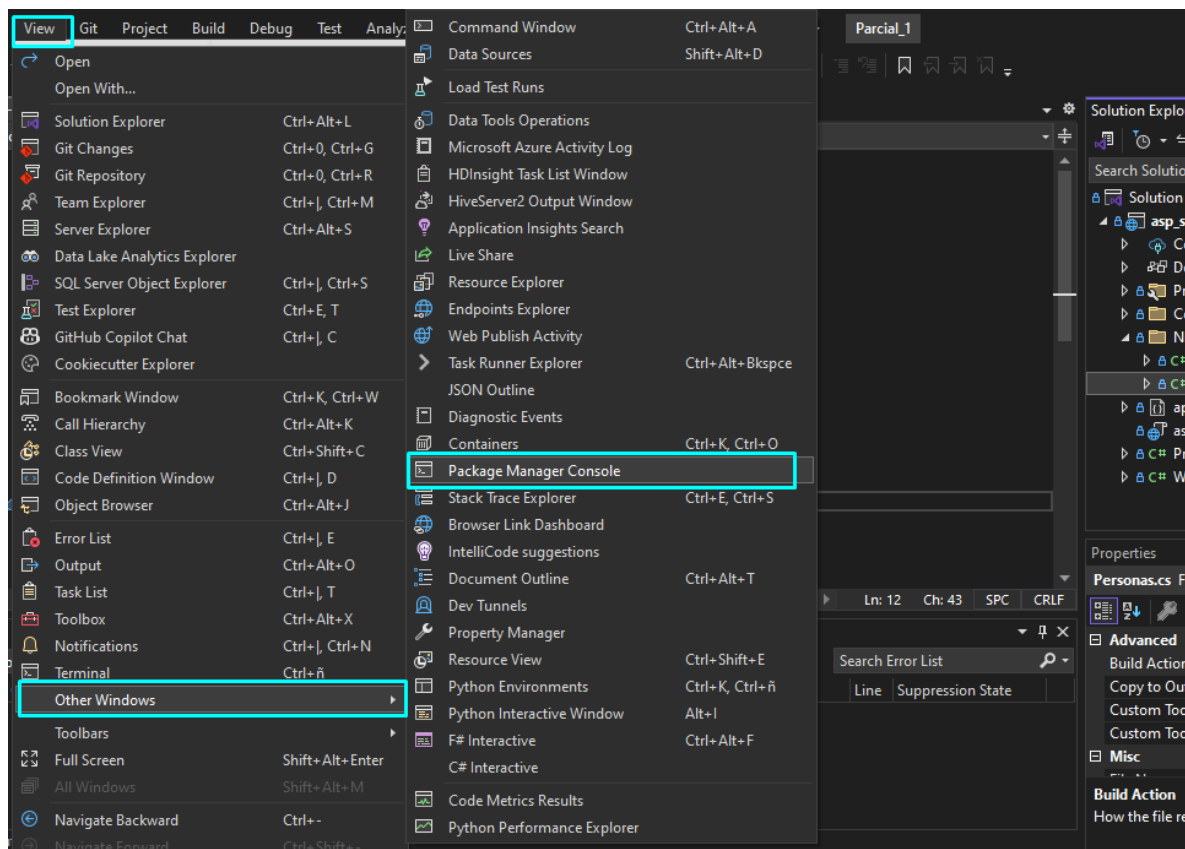 View Git Project Build Debug Test Analy
Parcial_1
Open
Open With...
Solution Explorer Ctrl+Alt+L
Git Changes Ctrl+0, Ctrl+G
Git Repository Ctrl+0, Ctrl+R
Team Explorer Ctrl+|, Ctrl+M
Server Explorer Ctrl+Alt+S
Data Lake Analytics Explorer
SQL Server Object Explorer Ctrl+|, Ctrl+S
Test Explorer Ctrl+E, T
GitHub Copilot Chat Ctrl+|, C
Cookiecutter Explorer
Bookmark Window Ctrl+K, Ctrl+W
Call Hierarchy Ctrl+Alt+K
Class View Ctrl+Shift+C
Code Definition Window Ctrl+|, D
Object Browser Ctrl+Alt+J
Error List Ctrl+|, E
Output Ctrl+Alt+O
Task List Ctrl+|, T
Toolbox Ctrl+Alt+X
Notifications Ctrl+|, Ctrl+N
Terminal Ctrl+ñ
Other Windows
Toolbars
Full Screen Shift+Alt+Enter
All Windows Shift+Alt+M
Navigate Backward Ctrl+-
Navigate Forward Ctrl+Shift+-
Command Window Ctrl+Alt+A
Data Sources Shift+Alt+D
Load Test Runs
Data Tools Operations
Microsoft Azure Activity Log
HDInsight Task List Window
HiveServer2 Output Window
Application Insights Search
Live Share
Resource Explorer
Endpoints Explorer
Web Publish Activity
Task Runner Explorer Ctrl+Alt+Bkspce
JSON Outline
Diagnostic Events
Containers Ctrl+K, Ctrl+O
Package Manager Console
Stack Trace Explorer Ctrl+E, Ctrl+S
Browser Link Dashboard
IntelliCode suggestions
Document Outline Ctrl+Alt+T
Dev Tunnels
Property Manager
Resource View Ctrl+Shift+E
Python Environments Ctrl+K, Ctrl+ñ
Python Interactive Window Alt+I
F# Interactive Ctrl+Alt+F
C# Interactive
Code Metrics Results
Python Performance Explorer
Ln: 12 Ch: 43 SPC CRLF
Search Error List
Line Suppression State
Solution Explo
Search Solutio
Solution
asp_s
C
D
Pr
C
N
C#
C#
ap
as
C# Pr
C# W
Properties
Personas.cs F
Advanced
Build Action
Copy to Ou
Custom Too
Custom Too
Misc
Build Action
How the file re